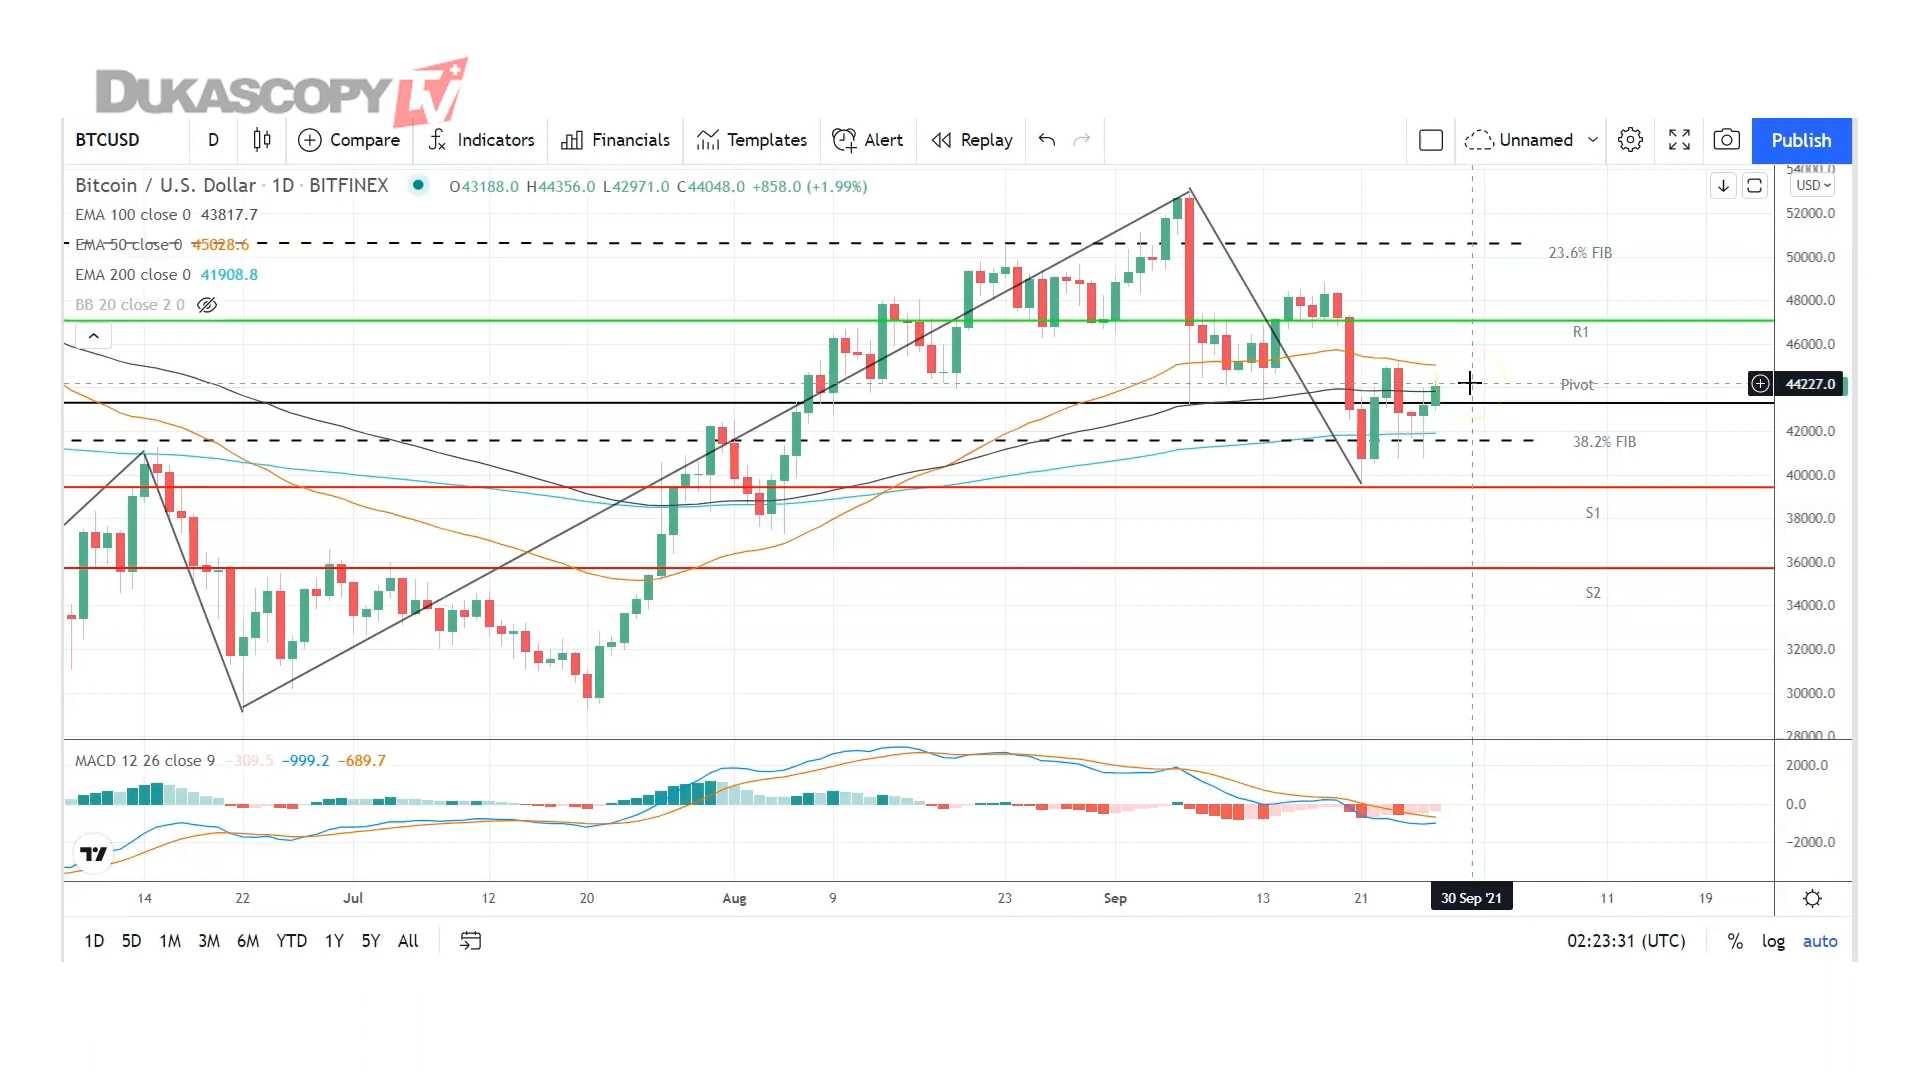 DUKASCOPY TV
BTCUSD D Compare Indicators Financials Templates Alert Replay Unnamed Publish
Bitcoin / U.S. Dollar · 1D · BITFINEX O43188.0 H44356.0 L42971.0 C44048.0 +858.0 (+1.99%)
EMA 100 close 0 43817.7
EMA 50 close 0 45028.6
EMA 200 close 0 41908.8
BB 20 close 2 0
54000.0
USD
52000.0
23.6% FIB
50000.0
48000.0
R1
46000.0
Pivot
44227.0
42000.0
38.2% FIB
40000.0
S1
38000.0
36000.0
S2
34000.0
32000.0
30000.0
28000.0
MACD 12 26 close 9 −309.5 −999.2 −689.7
2000.0
0.0
−2000.0
14 22 Jul 12 20 Aug 9 23 Sep 13 21 30 Sep '21 11 19
1D 5D 1M 3M 6M YTD 1Y 5Y All 02:23:31 (UTC) % log auto